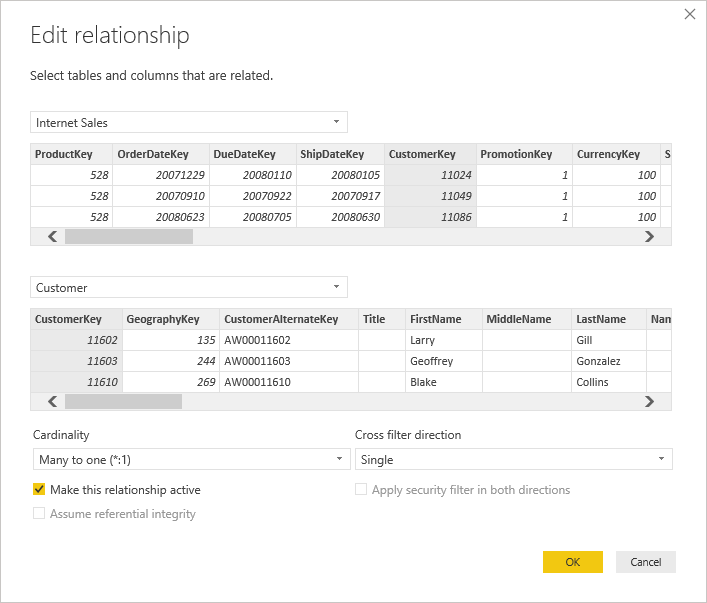 Edit relationship
Select tables and columns that are related.
Internet Sales
ProductKey OrderDateKey DueDateKey ShipDateKey CustomerKey PromotionKey CurrencyKey S
528 20071229 20080110 20080105 11024 1 100
528 20070910 20070922 20070917 11049 1 100
528 20080623 20080705 20080630 11086 1 100
Customer
CustomerKey GeographyKey CustomerAlternateKey Title FirstName MiddleName LastName Nam
11602 135 AW00011602 Larry Gill
11603 244 AW00011603 Geoffrey Gonzalez
11610 269 AW00011610 Blake Collins
Cardinality Cross filter direction
Many to one (*:1) Single
Make this relationship active Apply security filter in both directions
Assume referential integrity
OK Cancel